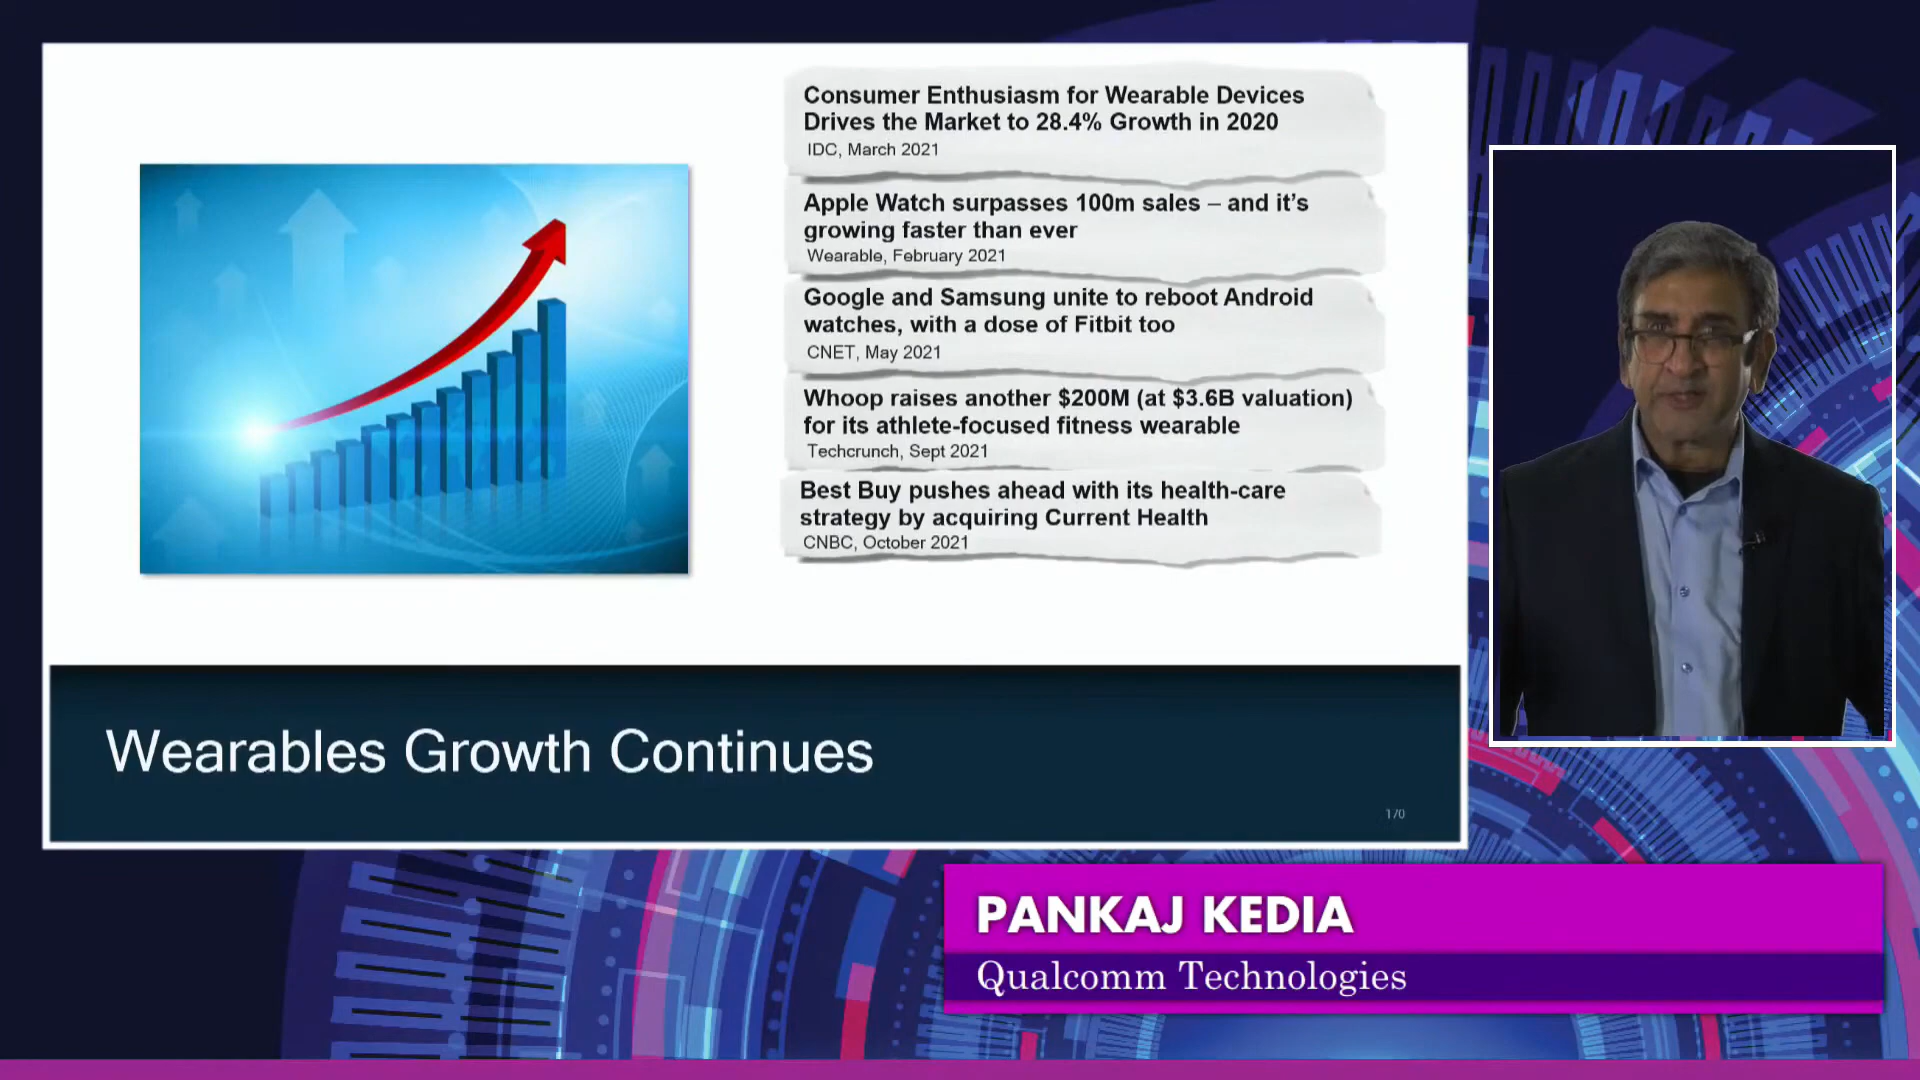 Consumer Enthusiasm for Wearable Devices
Drives the Market to 28.4% Growth in 2020
IDC, March 2021
Apple Watch surpasses 100m sales – and it’s
growing faster than ever
Wearable, February 2021
Google and Samsung unite to reboot Android
watches, with a dose of Fitbit too
CNET, May 2021
Whoop raises another $200M (at $3.6B valuation)
for its athlete-focused fitness wearable
Techcrunch, Sept 2021
Best Buy pushes ahead with its health-care
strategy by acquiring Current Health
CNBC, October 2021
Wearables Growth Continues
170
PANKAJ KEDIA
Qualcomm Technologies